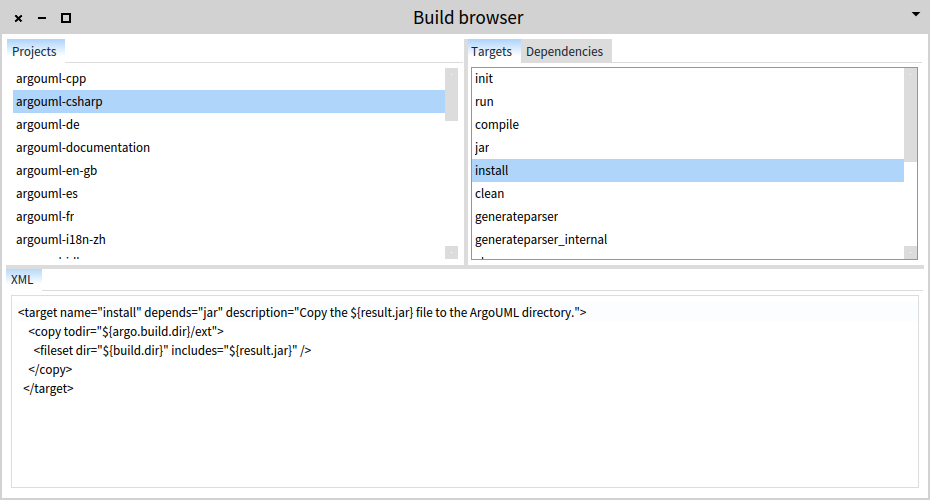 Build browser
Projects
argouml-cpp
argouml-csharp
argouml-de
argouml-documentation
argouml-en-gb
argouml-es
argouml-fr
argouml-i18n-zh
Targets Dependencies
init
run
compile
jar
install
clean
generateparser
generateparser_internal
XML
<target name="install" depends="jar" description="Copy the ${result.jar} file to the ArgoUML directory.">
<copy todir="${argo.build.dir}/ext">
<fileset dir="${build.dir}" includes="${result.jar}" />
</copy>
</target>